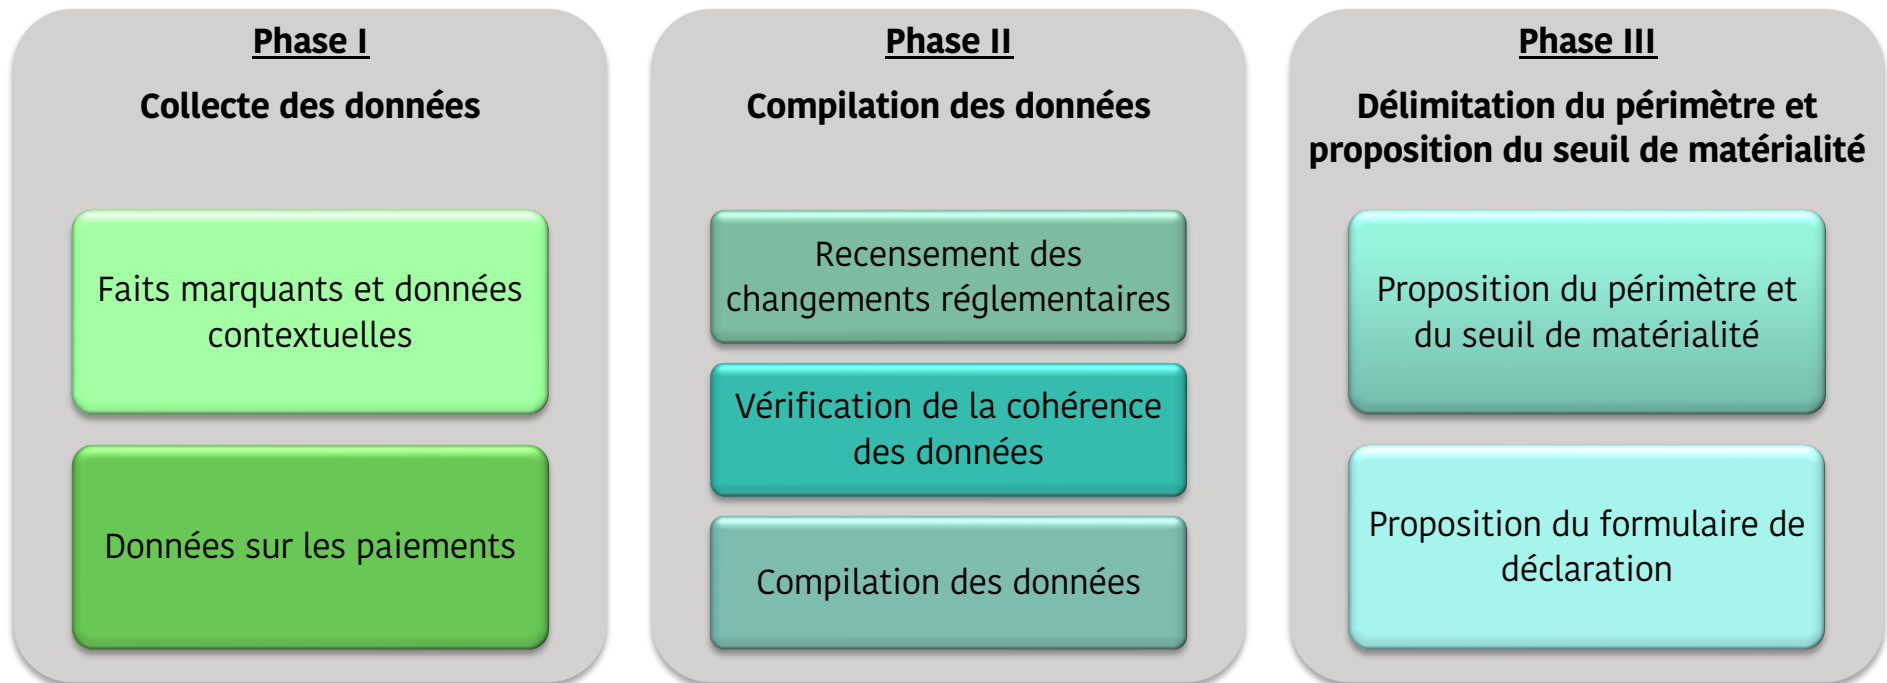 Phase I
Collecte des données
Faits marquants et données
contextuelles
Données sur les paiements
Phase II
Compilation des données
Recensement des
changements réglementaires
Vérification de la cohérence
des données
Compilation des données
Phase III
Délimitation du périmètre et
proposition du seuil de matérialité
Proposition du périmètre et
du seuil de matérialité
Proposition du formulaire de
déclaration